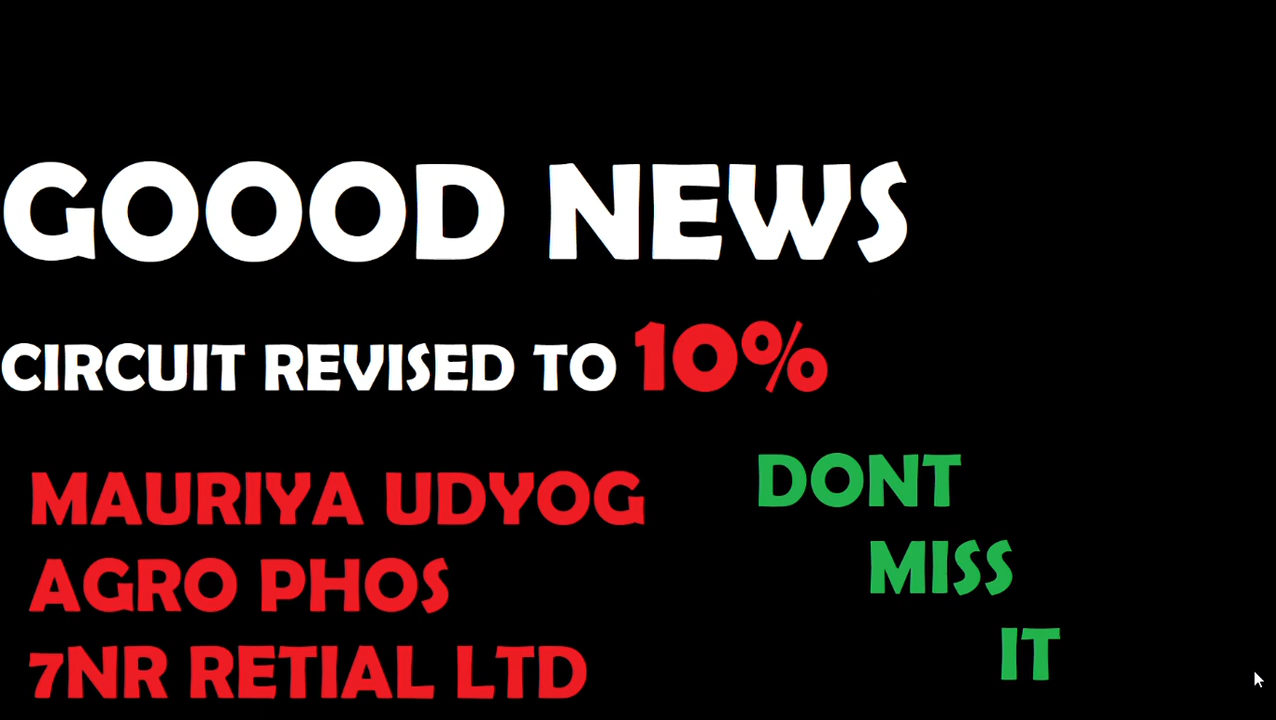 GOOOD NEWS
CIRCUIT REVISED TO 10%
MAURIYA UDYOG
AGRO PHOS
7NR RETIAL LTD
DONT
MISS
IT